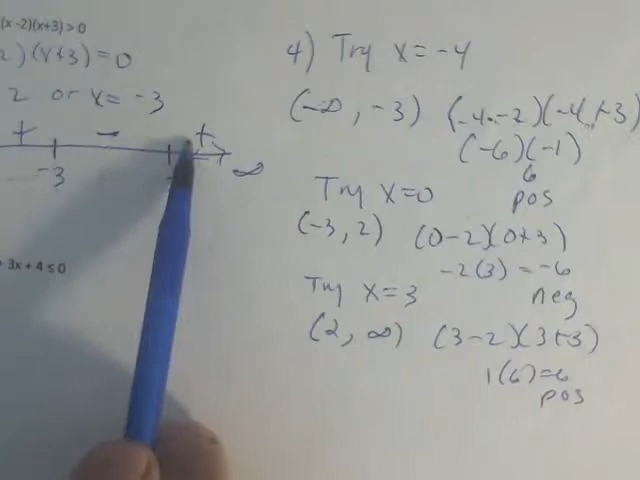 (x-2)(x+3) > 0
2)(x+3) = 0
2 or x = -3
+ - +
-3 ∞
+ 3x + 4 ≤ 0
4) Try x = -4
(-∞, -3) (-4 - 2)(-4 + 3)
(-6)(-1)
6
pos
Try x = 0
(-3, 2) (0-2)(0+3)
-2(3) = -6
neg
Try x = 3
(2, ∞) (3-2)(3+3)
1(6) = 6
pos